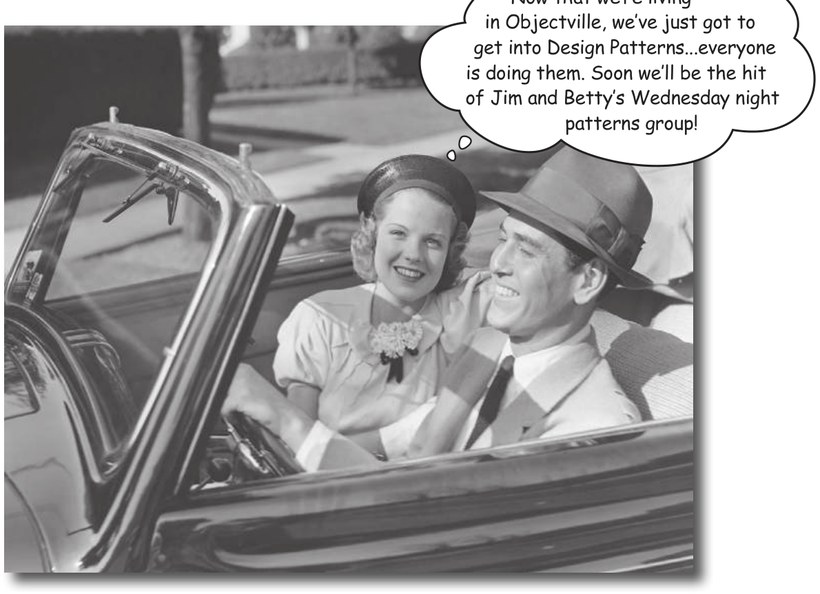 Now that we're living
in Objectville, we've just got to
get into Design Patterns...everyone
is doing them. Soon we'll be the hit
of Jim and Betty's Wednesday night
patterns group!